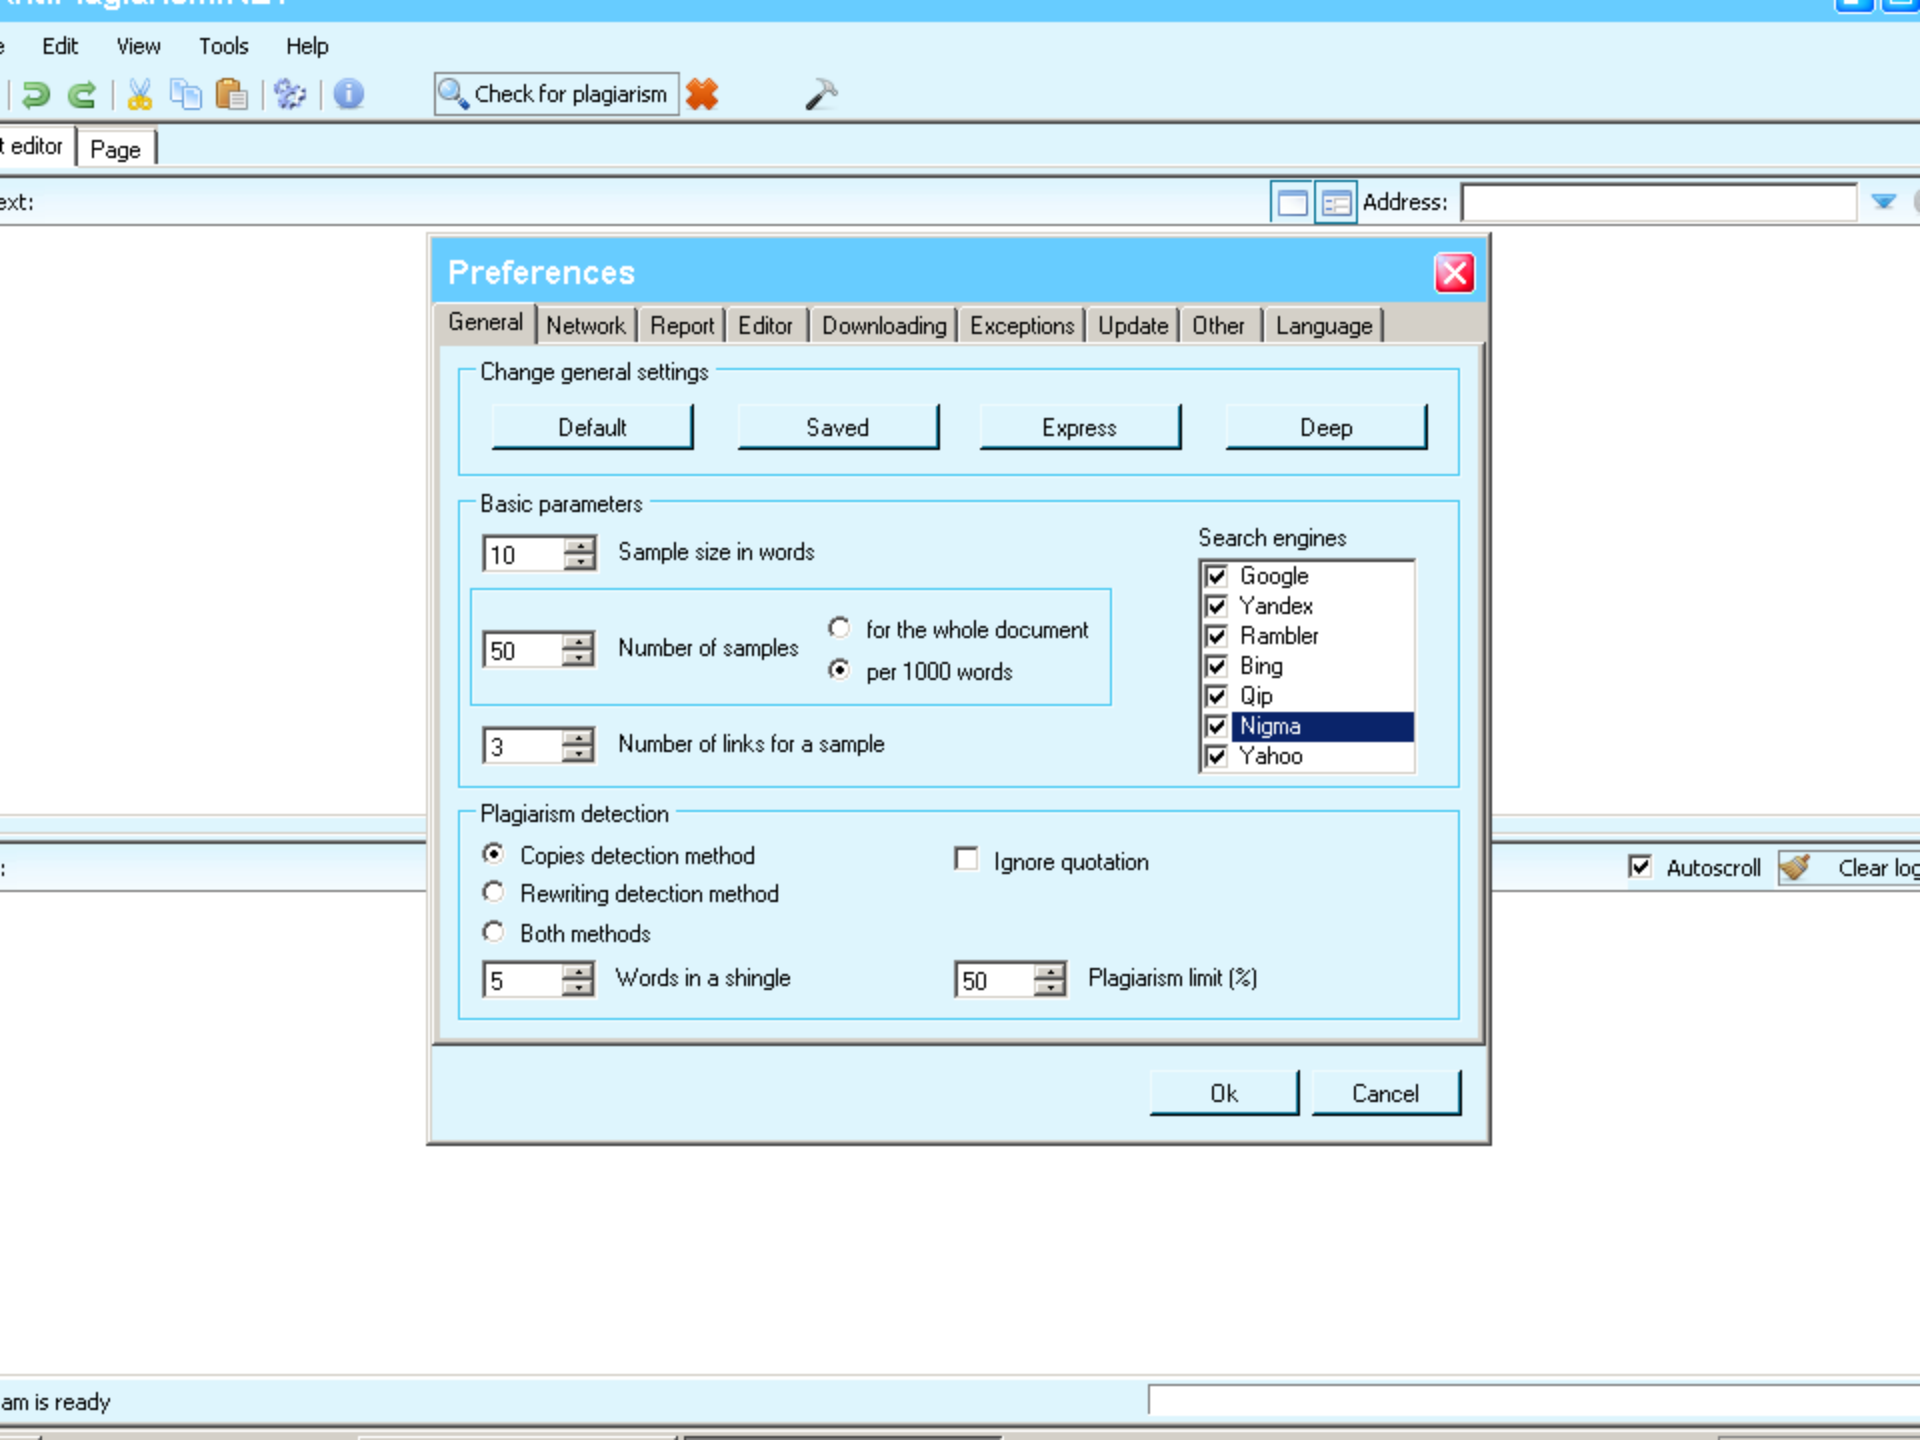 Edit View Tools Help
Check for plagiarism
editor Page
Address:
Preferences
General Network Report Editor Downloading Exceptions Update Other Language
Change general settings
Default Saved Express Deep
Basic parameters
10 Sample size in words
50 Number of samples
for the whole document
per 1000 words
3 Number of links for a sample
Search engines
Google
Yandex
Rambler
Bing
Qip
Nigma
Yahoo
Plagiarism detection
Copies detection method
Rewriting detection method
Both methods
5 Words in a shingle
Ignore quotation
50 Plagiarism limit (%)
Autoscroll Clear log
Ok Cancel
am is ready